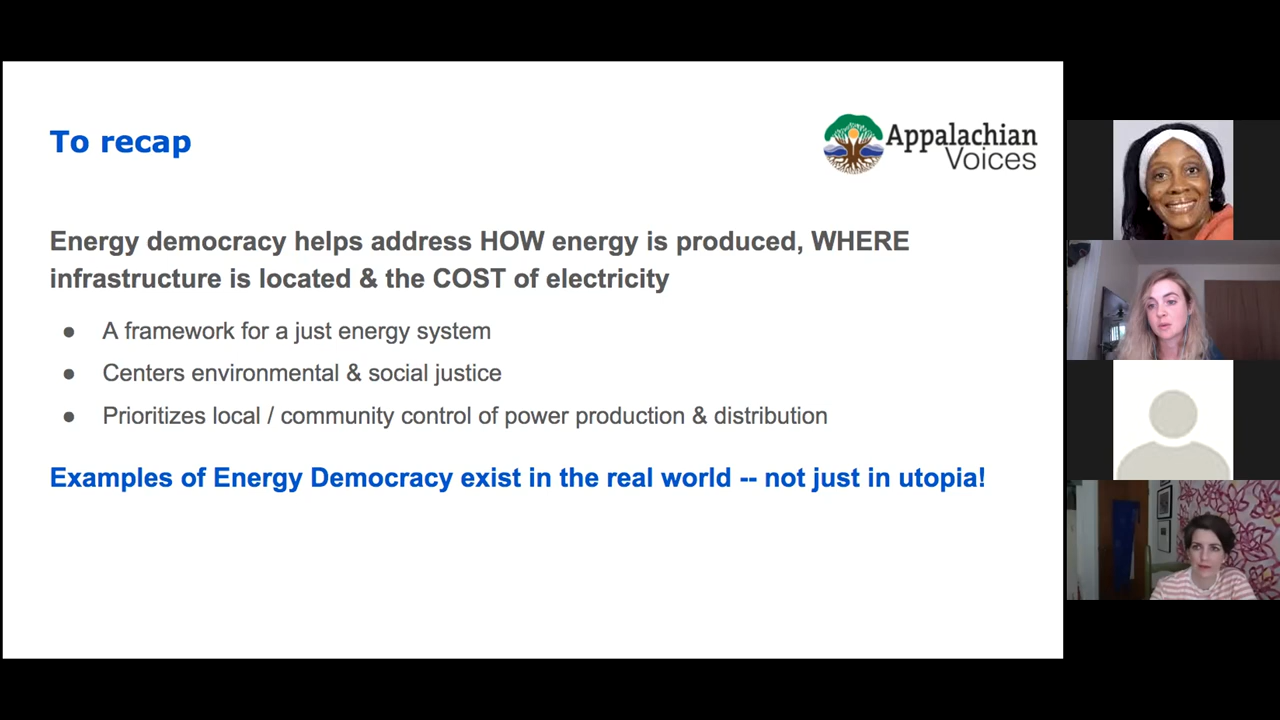 To recap
Appalachian
Voices
Energy democracy helps address HOW energy is produced, WHERE
infrastructure is located & the COST of electricity
● A framework for a just energy system
● Centers environmental & social justice
● Prioritizes local / community control of power production & distribution
Examples of Energy Democracy exist in the real world -- not just in utopia!